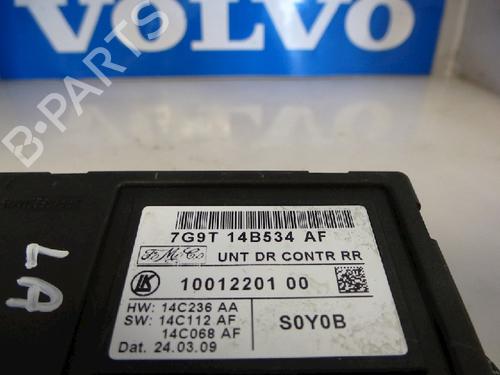 VOLVO
B-PARTS
7G9T 14B534 AF
FoMoCo UNT DR CONTR RR
10012201 00
HW: 14C236 AA
SW: 14C112 AF
14C068 AF
S0Y0B
Dat. 24.03.09
LA